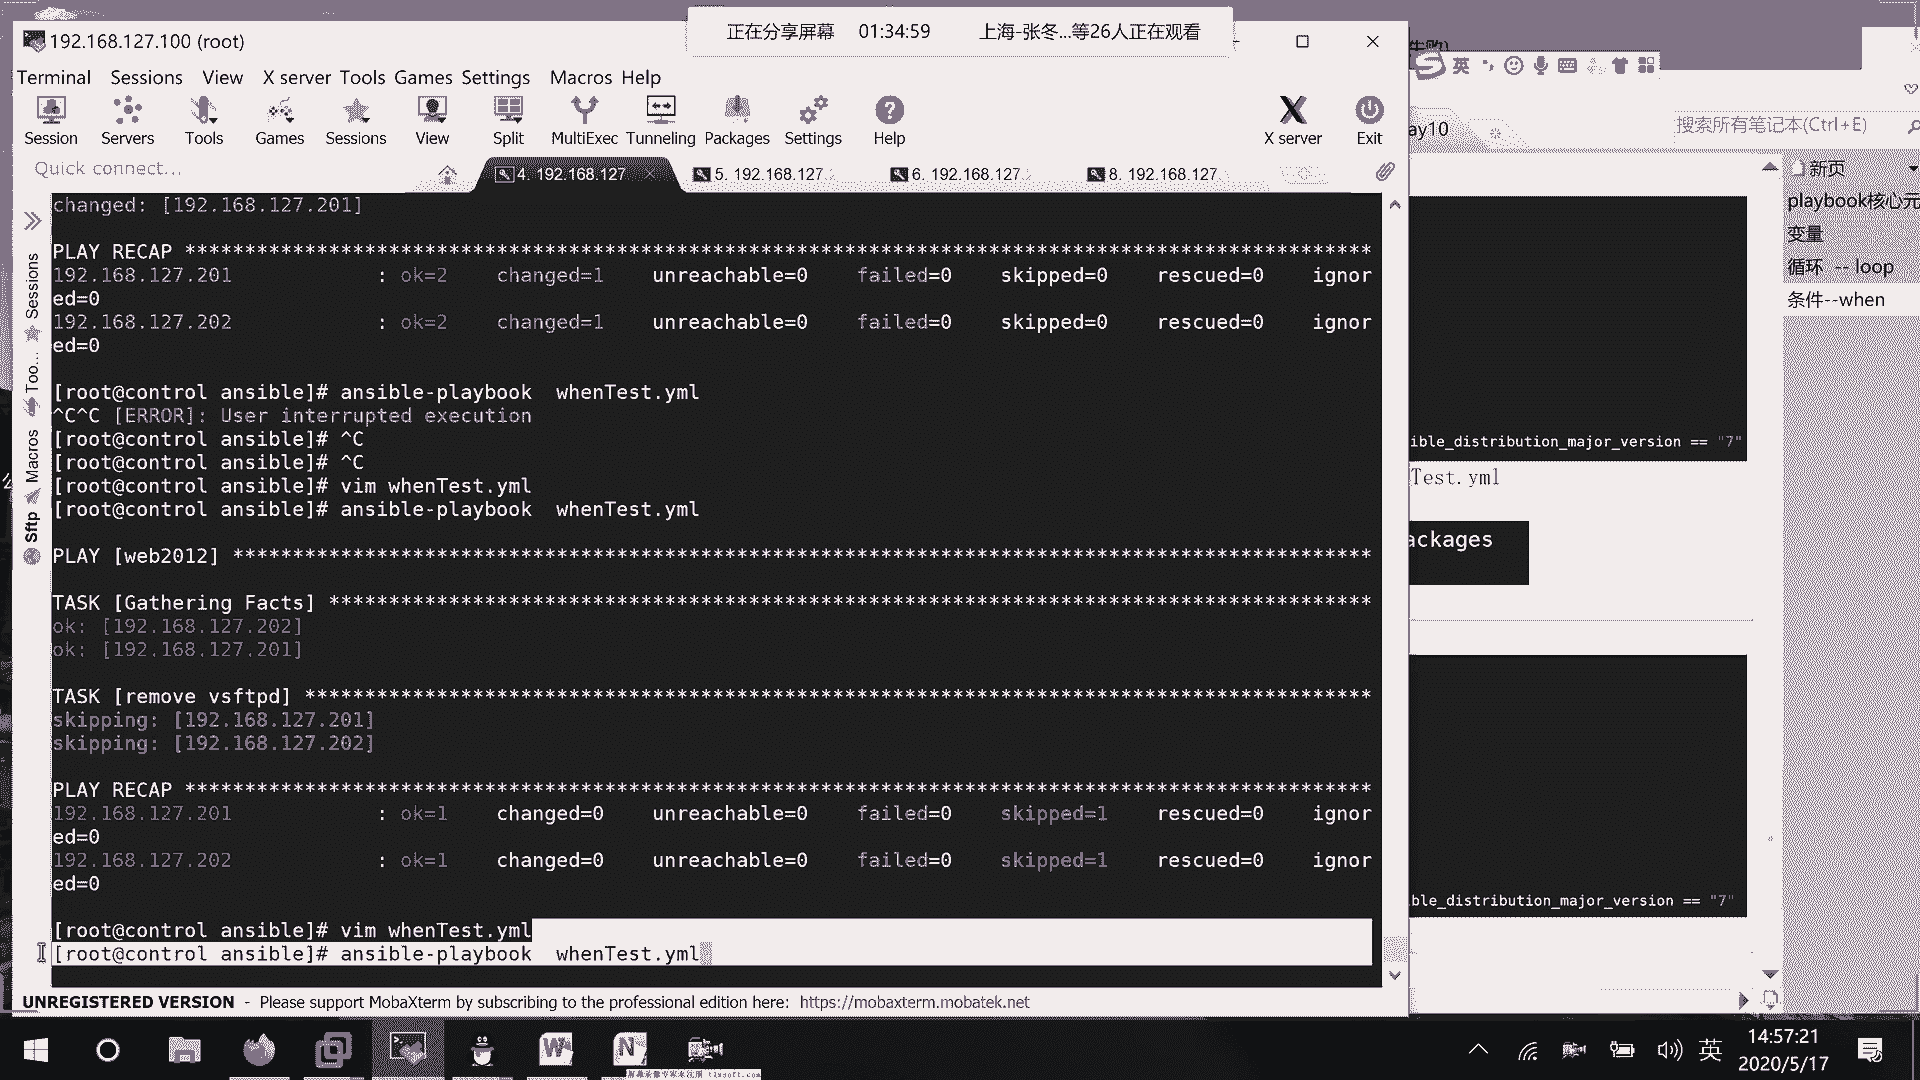 正在分享屏幕 01:34:59 上海-张冬...等26人正在观看
192.168.127.100 (root)
Terminal Sessions View X server Tools Games Settings Macros Help
英
Session Servers Tools Games Sessions View Split MultiExec Tunneling Packages Settings Help X server Exit
ay10
搜索所有笔记本(Ctrl+E)
Quick connect...
4. 192.168.127
5. 192.168.127.
6. 192.168.127.
8. 192.168.127.
新页
playbook核心元
变量
循环 -- loop
条件--when
Sessions
Too...
Macros
Sftp
changed: [192.168.127.201]
PLAY RECAP ***************************************************************************************************
192.168.127.201 : ok=2 changed=1 unreachable=0 failed=0 skipped=0 rescued=0 ignor
ed=0
192.168.127.202 : ok=2 changed=1 unreachable=0 failed=0 skipped=0 rescued=0 ignor
ed=0
[root@control ansible]# ansible-playbook  whenTest.yml
^C^C [ERROR]: User interrupted execution
[root@control ansible]# ^C
[root@control ansible]# ^C
[root@control ansible]# vim whenTest.yml
[root@control ansible]# ansible-playbook  whenTest.yml
PLAY [web2012] ***********************************************************************************************
TASK [Gathering Facts] ***************************************************************************************
ok: [192.168.127.202]
ok: [192.168.127.201]
TASK [remove vsftpd] *****************************************************************************************
skipping: [192.168.127.201]
skipping: [192.168.127.202]
PLAY RECAP ***************************************************************************************************
192.168.127.201 : ok=1 changed=0 unreachable=0 failed=0 skipped=1 rescued=0 ignor
ed=0
192.168.127.202 : ok=1 changed=0 unreachable=0 failed=0 skipped=1 rescued=0 ignor
ed=0
[root@control ansible]# vim whenTest.yml
[root@control ansible]# ansible-playbook  whenTest.yml
ible_distribution_major_version == "7"
Test.yml
ackages
ble_distribution_major_version == "7"
UNREGISTERED VERSION - Please support MobaXterm by subscribing to the professional edition here: https://mobaxterm.mobatek.net
英
14:57:21
2020/5/17